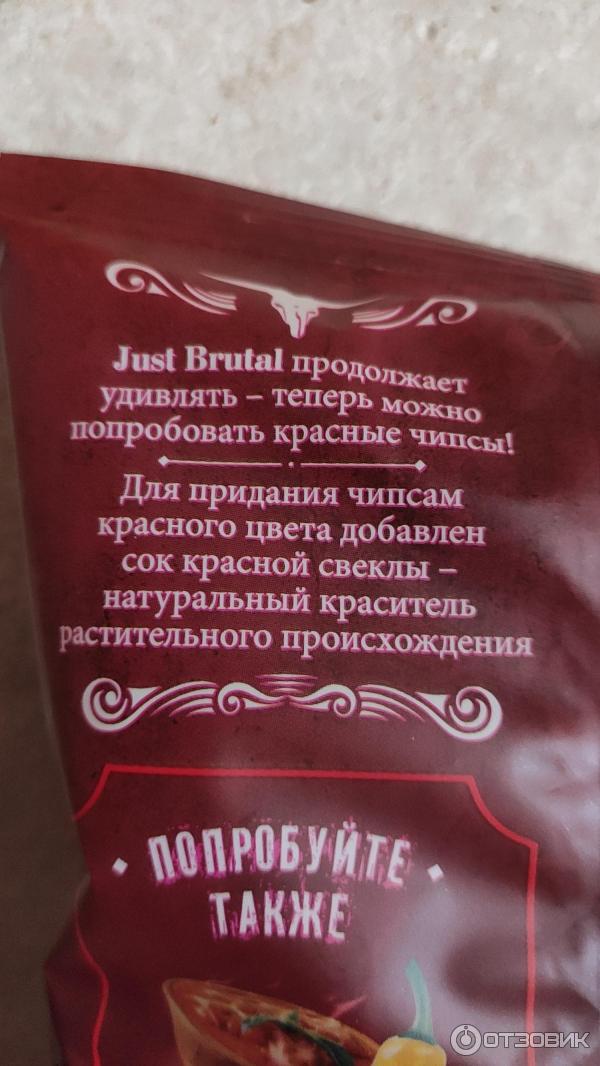 Just Brutal продолжает
удивлять – теперь можно
попробовать красные чипсы!
Для придания чипсам
красного цвета добавлен
сок красной свеклы –
натуральный краситель
растительного происхождения
ПОПРОБУЙТЕ
ТАКЖЕ
ОТЗОВИК